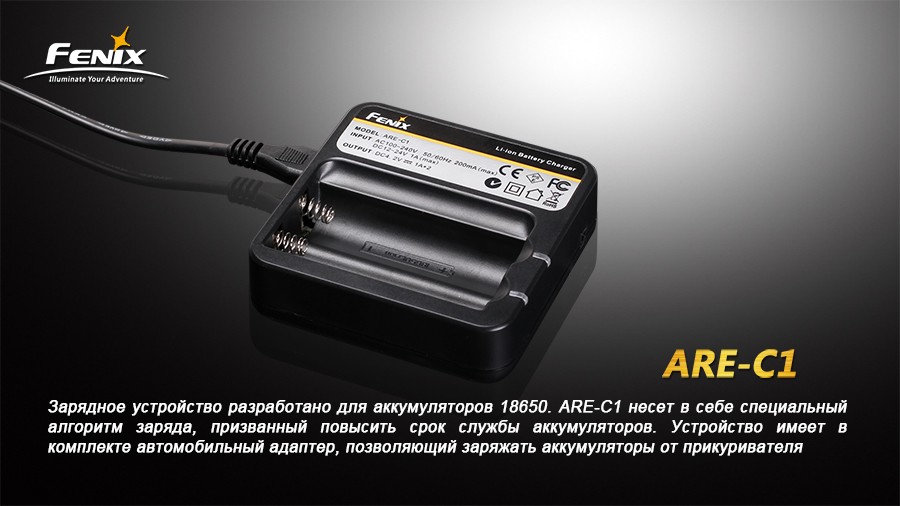 FENIX
Illuminate Your Adventure
FENIX
MODEL: ARE-C1
INPUT: AC100-240V 50/60Hz 200mA(max)
DC12-24V 1A(max)
OUTPUT: DC4.2V 1A*2
Li-ion Battery Charger
CE
FC
RoHS
ARE-C1
Зарядное устройство разработано для аккумуляторов 18650. ARE-C1 несет в себе специальный
алгоритм заряда, призванный повысить срок службы аккумуляторов. Устройство имеет в
комплекте автомобильный адаптер, позволяющий заряжать аккумуляторы от прикуривателя